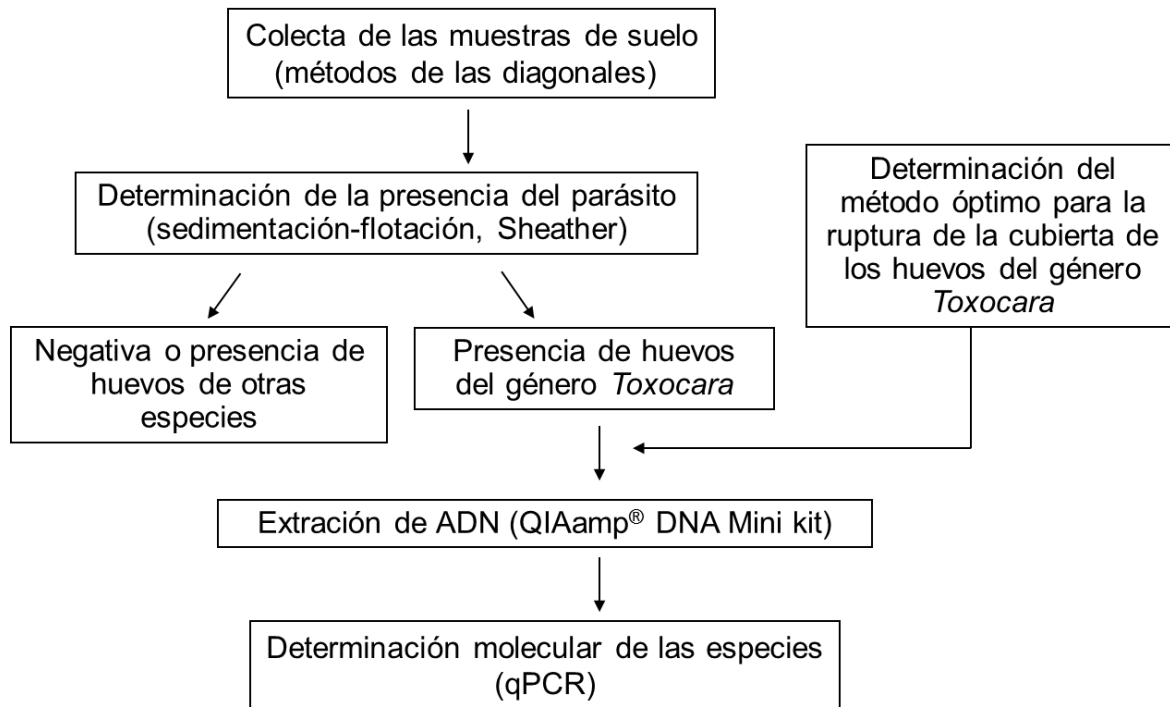 Colecta de las muestras de suelo
(métodos de las diagonales)
Determinación de la presencia del parásito
(sedimentación-flotación, Sheather)
Determinación del
método óptimo para la
ruptura de la cubierta de
los huevos del género
Toxocara
Negativa o presencia de
huevos de otras
especies
Presencia de huevos
del género Toxocara
Extracción de ADN (QIAamp® DNA Mini kit)
Determinación molecular de las especies
(qPCR)